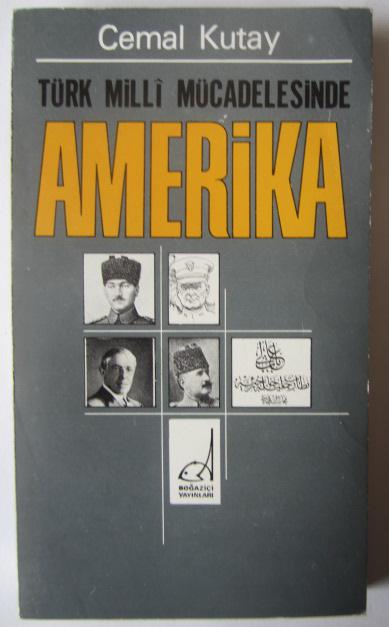 Cemal Kutay
TÜRK MİLLÎ MÜCADELESİNDE
AMERİKA
BOĞAZİÇİ
YAYINLARI